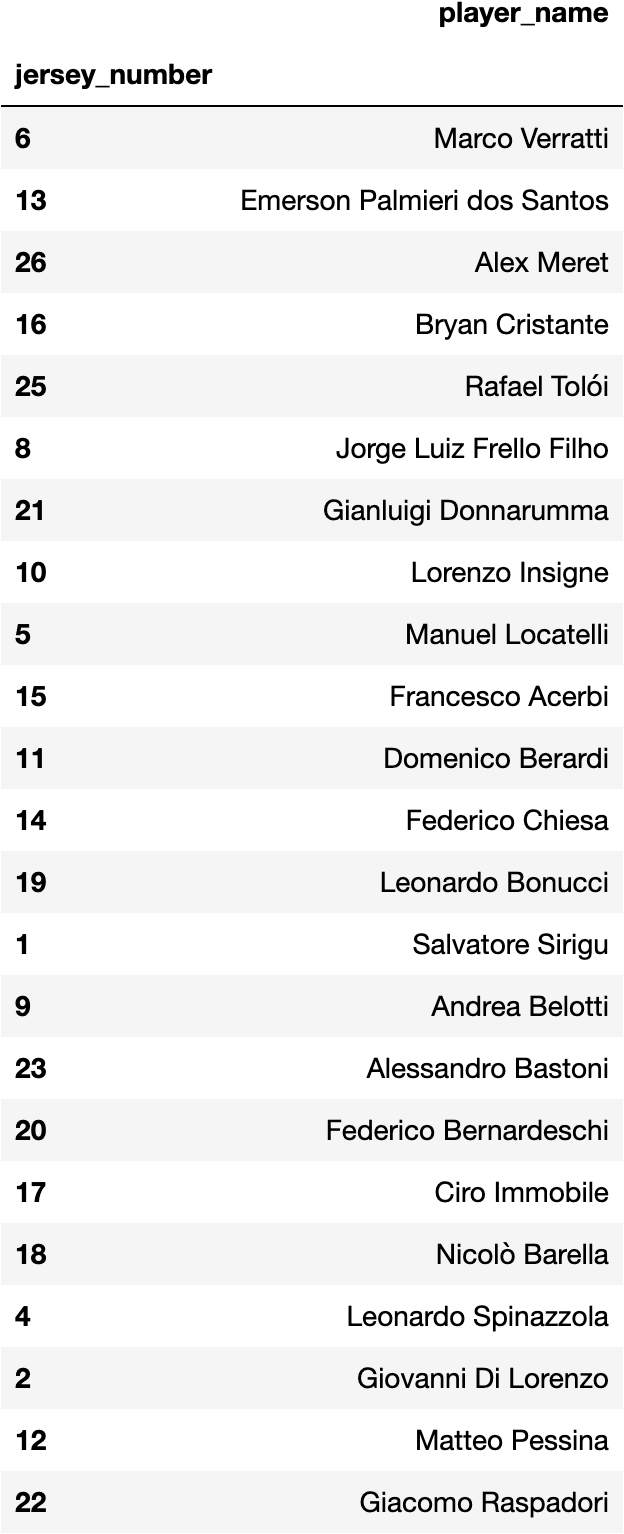 player_name
jersey_number
6 Marco Verratti
13 Emerson Palmieri dos Santos
26 Alex Meret
16 Bryan Cristante
25 Rafael Tolói
8 Jorge Luiz Frello Filho
21 Gianluigi Donnarumma
10 Lorenzo Insigne
5 Manuel Locatelli
15 Francesco Acerbi
11 Domenico Berardi
14 Federico Chiesa
19 Leonardo Bonucci
1 Salvatore Sirigu
9 Andrea Belotti
23 Alessandro Bastoni
20 Federico Bernardeschi
17 Ciro Immobile
18 Nicolò Barella
4 Leonardo Spinazzola
2 Giovanni Di Lorenzo
12 Matteo Pessina
22 Giacomo Raspadori